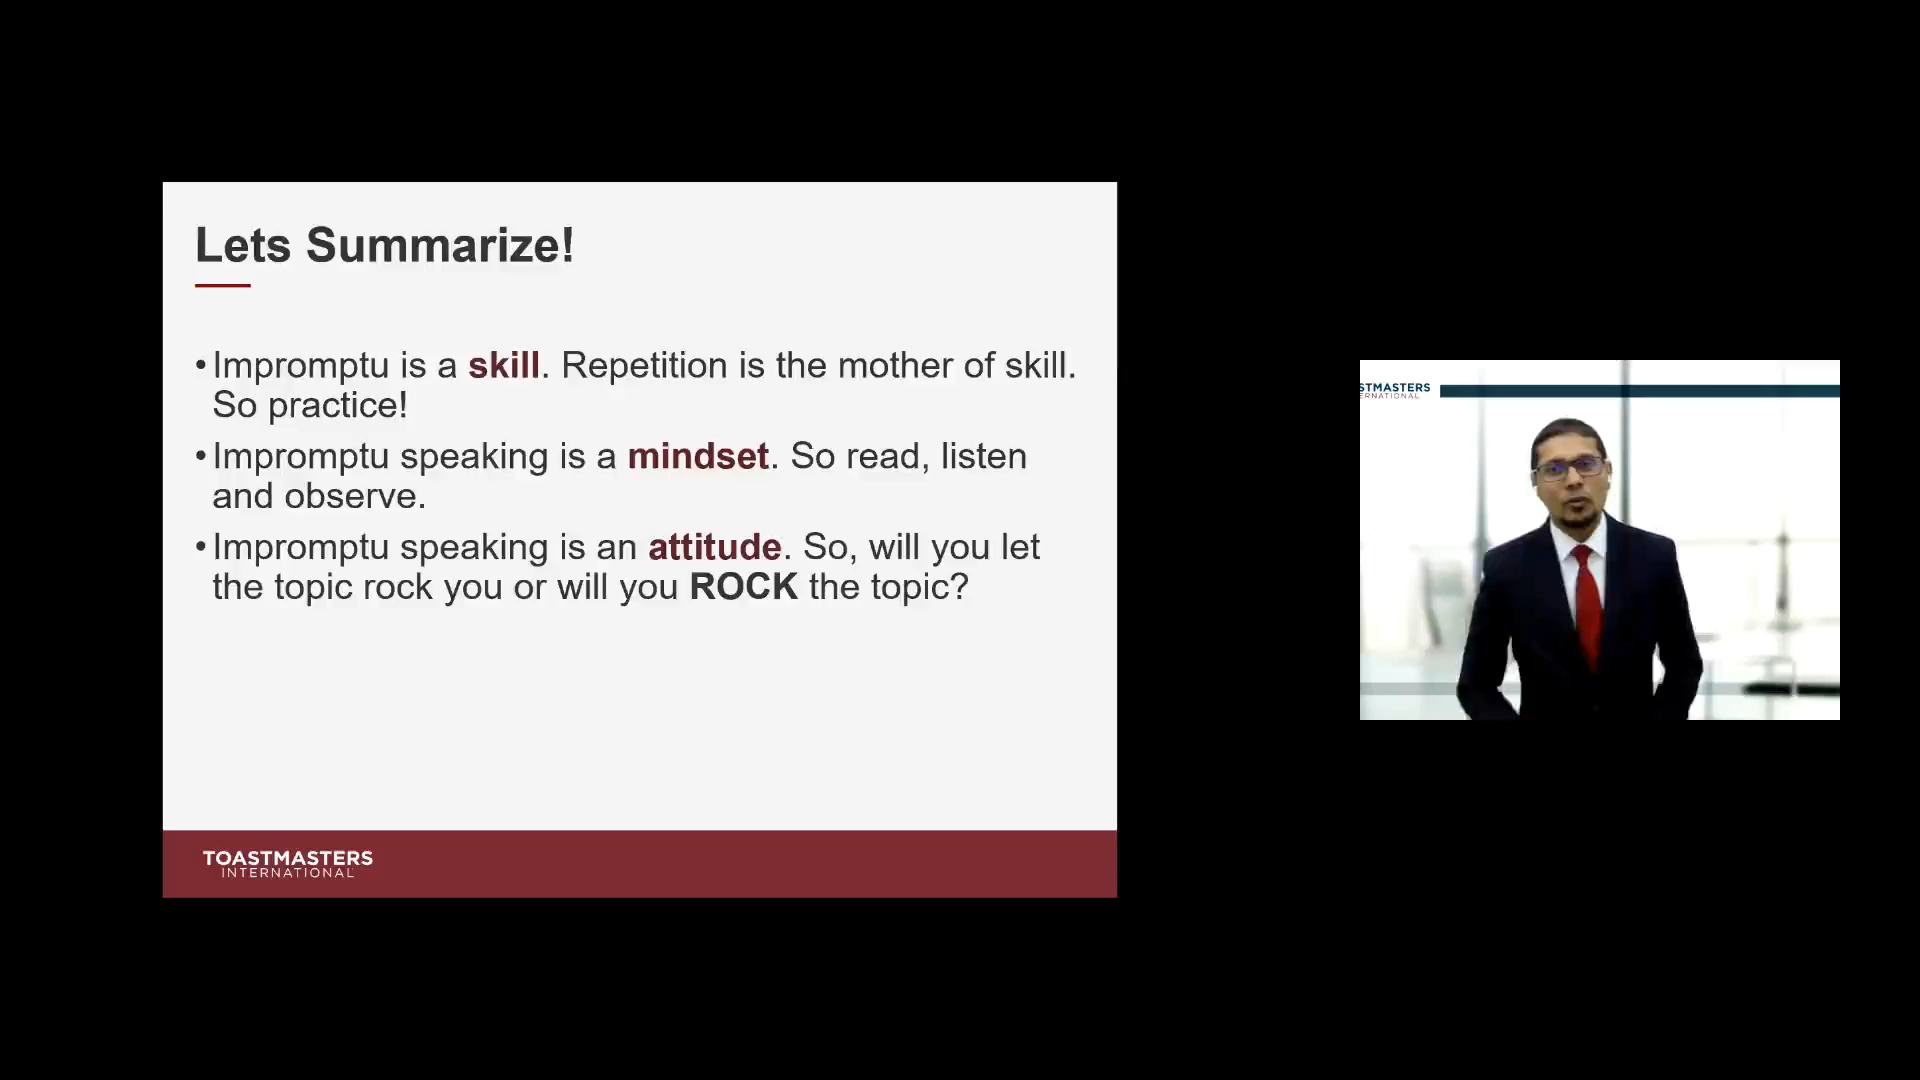 Lets Summarize!
•Impromptu is a skill. Repetition is the mother of skill.
So practice!
•Impromptu speaking is a mindset. So read, listen
and observe.
•Impromptu speaking is an attitude. So, will you let
the topic rock you or will you ROCK the topic?
TOASTMASTERS
INTERNATIONAL
STMASTERS
ERNATIONAL